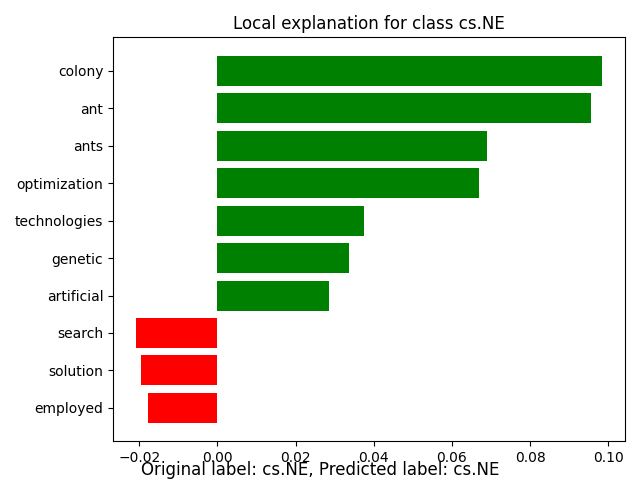 Local explanation for class cs.NE
colony
ant
ants
optimization
technologies
genetic
artificial
search
solution
employed
−0.02 0.00 0.02 0.04 0.06 0.08 0.10
Original label: cs.NE, Predicted label: cs.NE